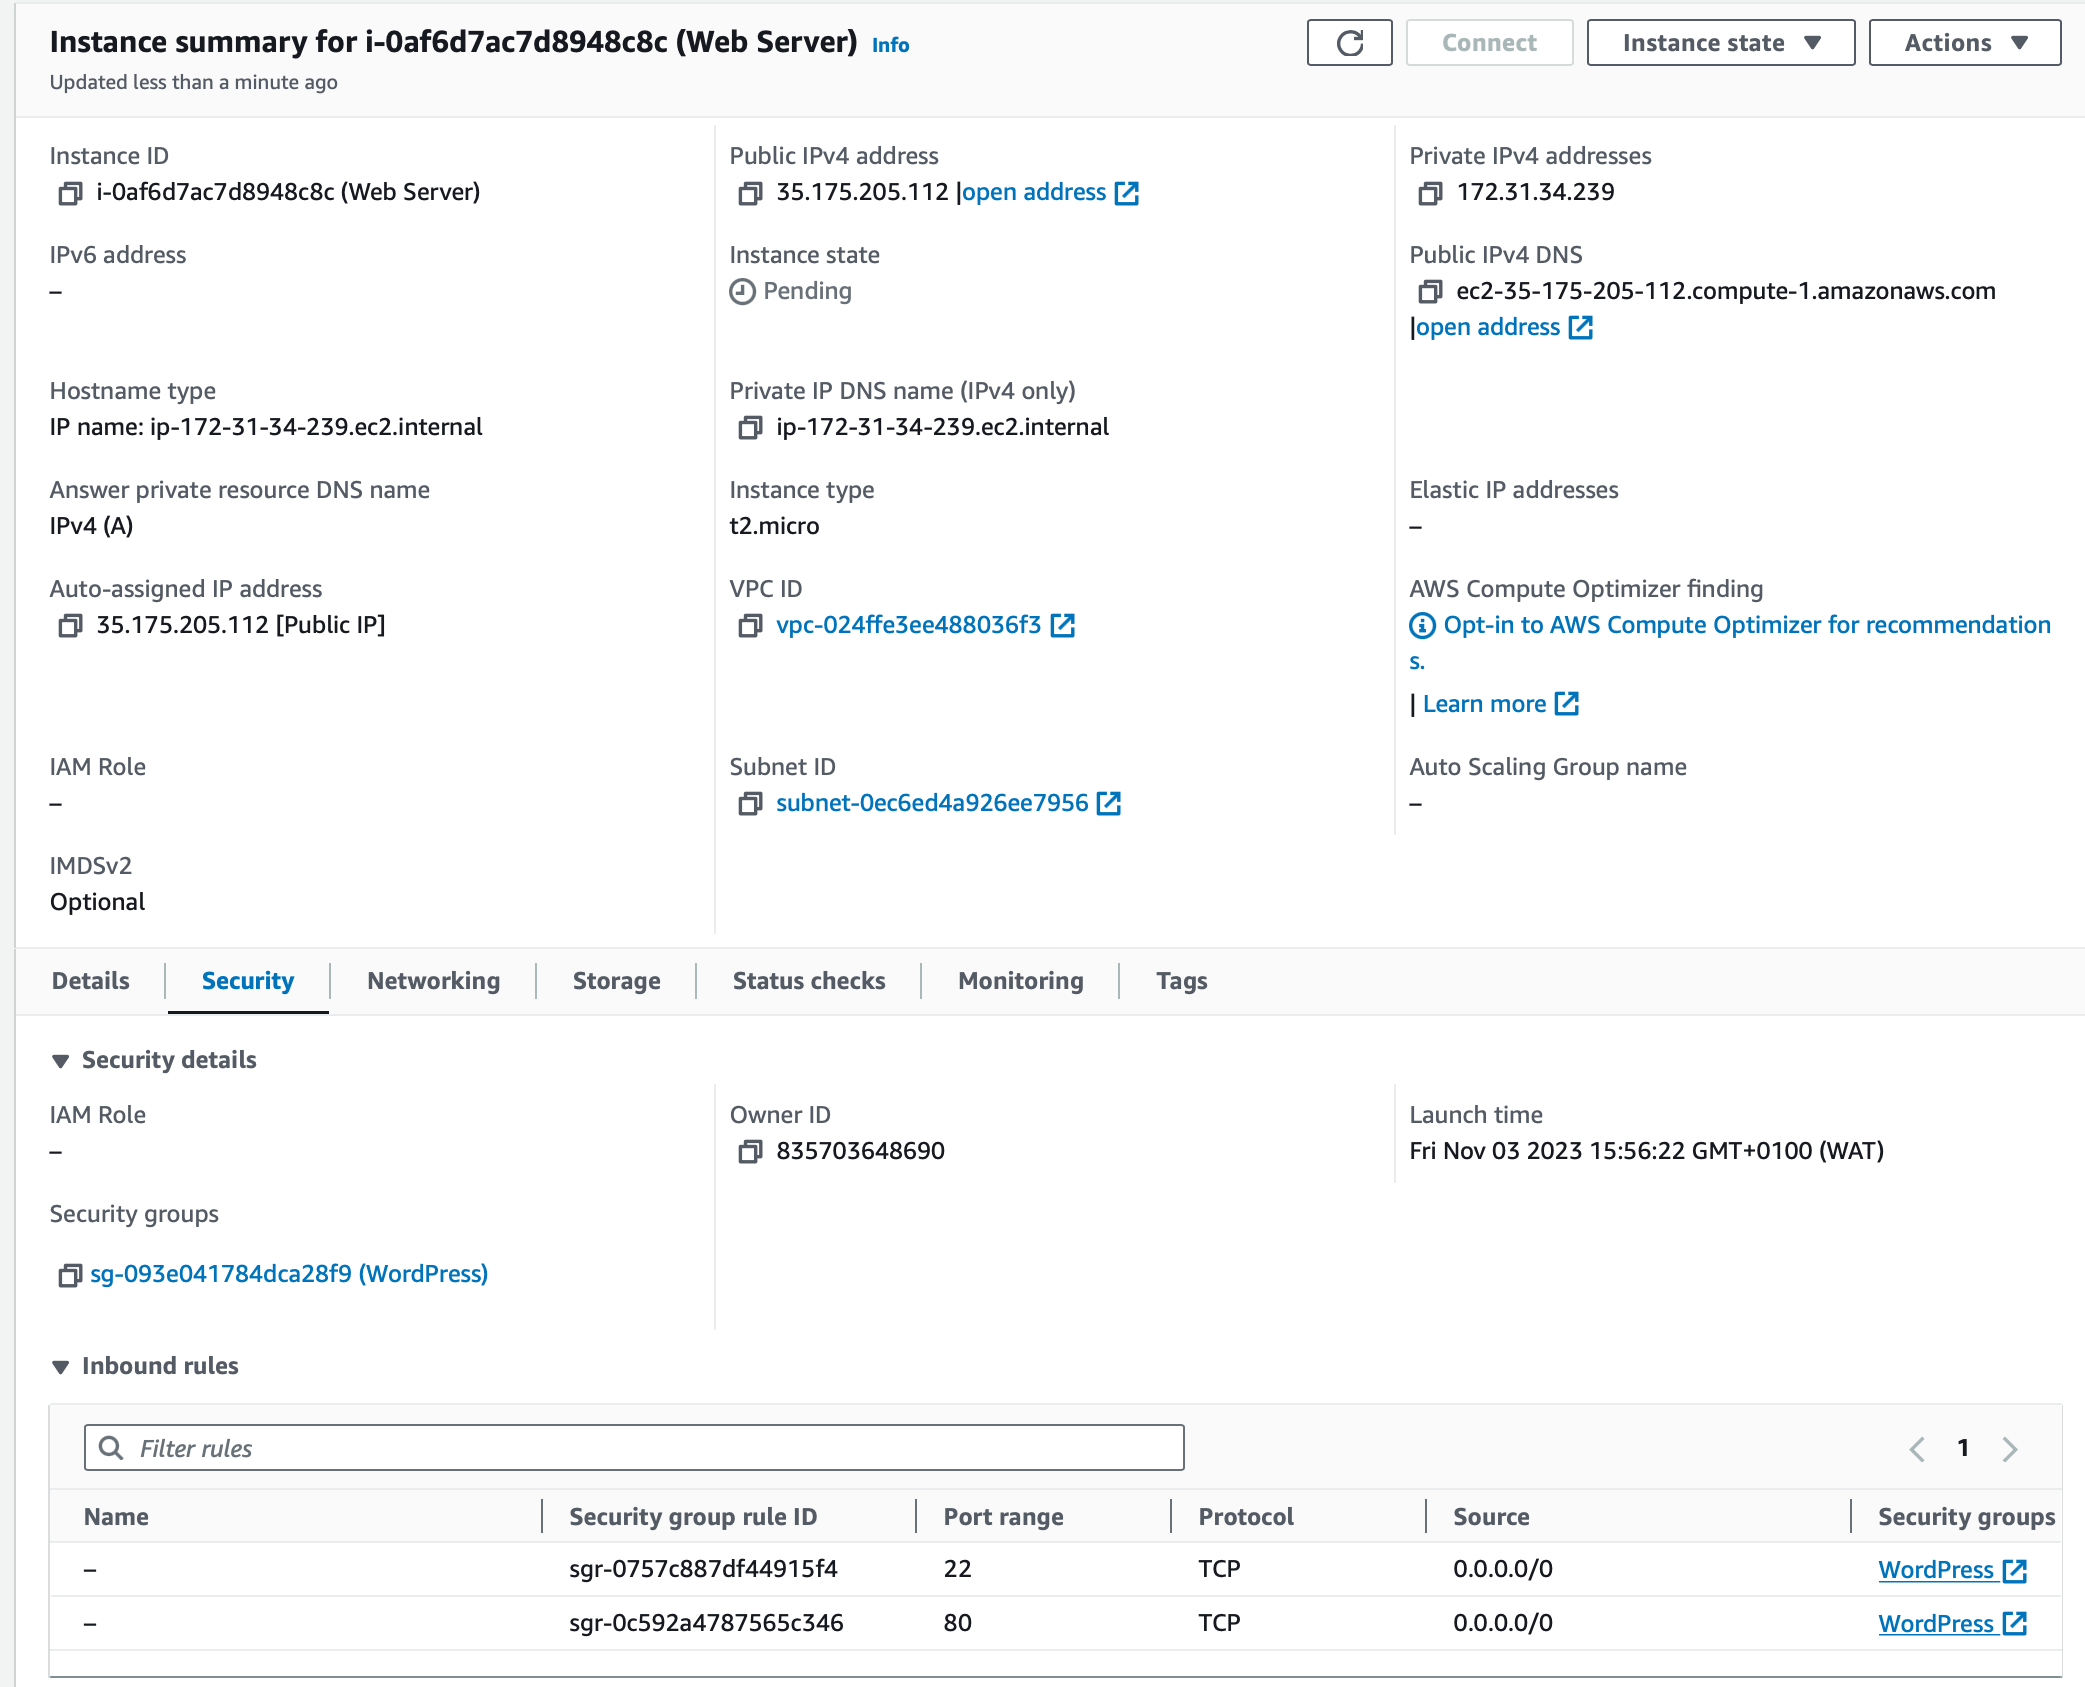 Instance summary for i-0af6d7ac7d8948c8c (Web Server) Info
Connect
Instance state
Actions
Updated less than a minute ago
Instance ID
i-0af6d7ac7d8948c8c (Web Server)
Public IPv4 address
35.175.205.112 |open address
Private IPv4 addresses
172.31.34.239
IPv6 address
–
Instance state
Pending
Public IPv4 DNS
ec2-35-175-205-112.compute-1.amazonaws.com
|open address
Hostname type
IP name: ip-172-31-34-239.ec2.internal
Private IP DNS name (IPv4 only)
ip-172-31-34-239.ec2.internal
Answer private resource DNS name
IPv4 (A)
Instance type
t2.micro
Elastic IP addresses
–
Auto-assigned IP address
35.175.205.112 [Public IP]
VPC ID
vpc-024ffe3ee488036f3
AWS Compute Optimizer finding
Opt-in to AWS Compute Optimizer for recommendation
s.
| Learn more
IAM Role
–
Subnet ID
subnet-0ec6ed4a926ee7956
Auto Scaling Group name
–
IMDSv2
Optional
Details
Security
Networking
Storage
Status checks
Monitoring
Tags
Security details
IAM Role
–
Owner ID
835703648690
Launch time
Fri Nov 03 2023 15:56:22 GMT+0100 (WAT)
Security groups
sg-093e041784dca28f9 (WordPress)
Inbound rules
Filter rules
1
Name
Security group rule ID
Port range
Protocol
Source
Security groups
–
sgr-0757c887df44915f4
22
TCP
0.0.0.0/0
WordPress
–
sgr-0c592a4787565c346
80
TCP
0.0.0.0/0
WordPress